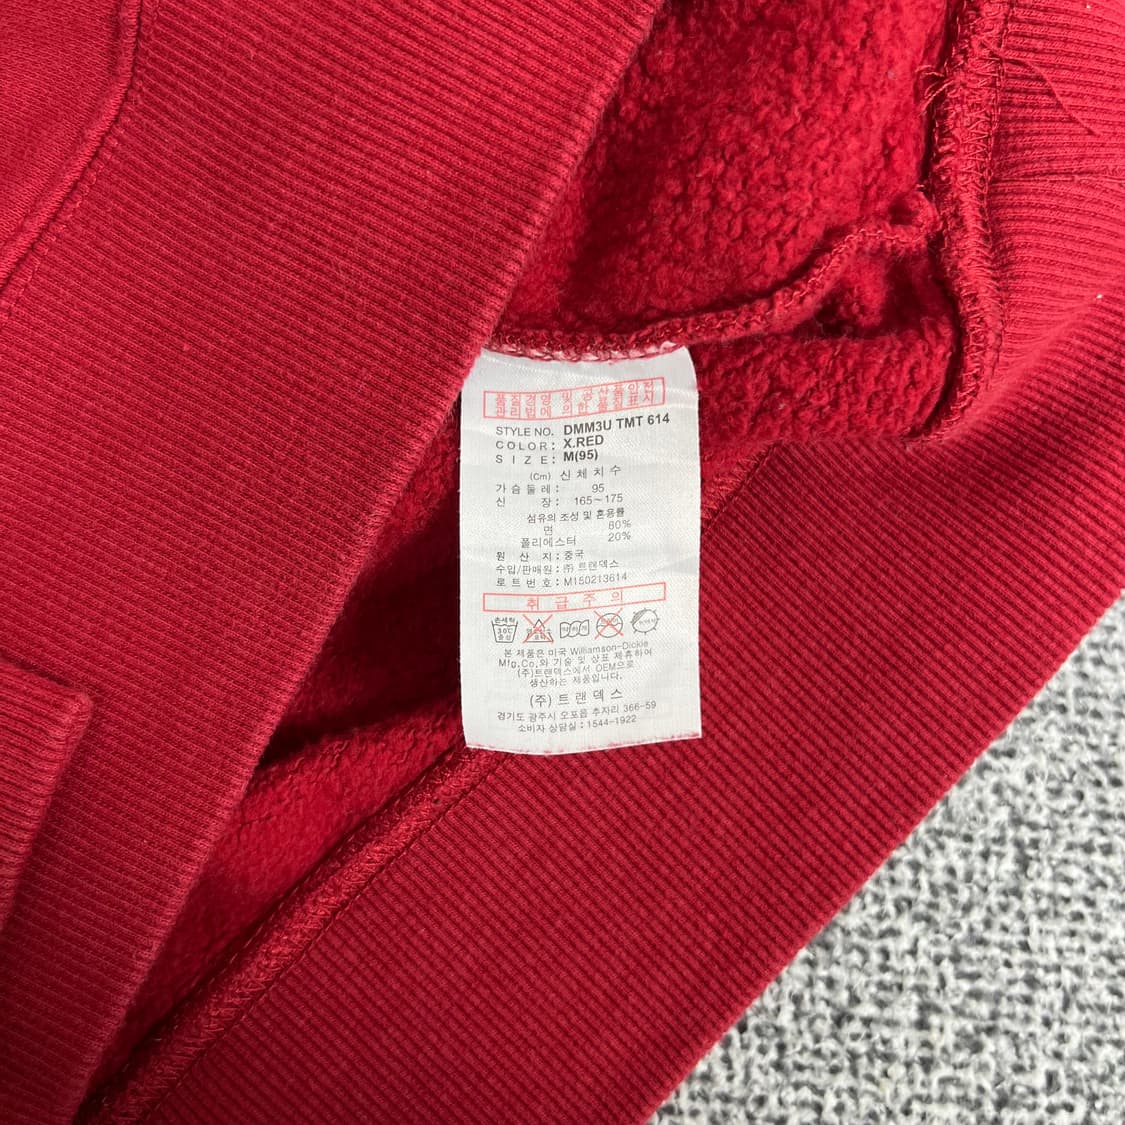 품질경영 및 공산품안전
관리법에 의한 품질표시
STYLE NO. DMM3U TMT 614
COLOR: X.RED
SIZE: M(95)
(Cm) 신체치수
가슴둘레: 95
신 장: 165~175
섬유의 조성 및 혼용률
면 80%
폴리에스터 20%
원 산 지: 중국
수입/판매원: ㈜ 트랜덱스
로트번호: M150213614
취급주의
손세탁
30℃
중성
본 제품은 미국 Williamson-Dickie
Mfg.Co.와 기술 및 상표 제휴하여
(주)트랜덱스에서 OEM으로
생산하는 제품입니다.
(주) 트랜덱스
경기도 광주시 오포읍 추자리 366-59
소비자 상담실: 1544-1922